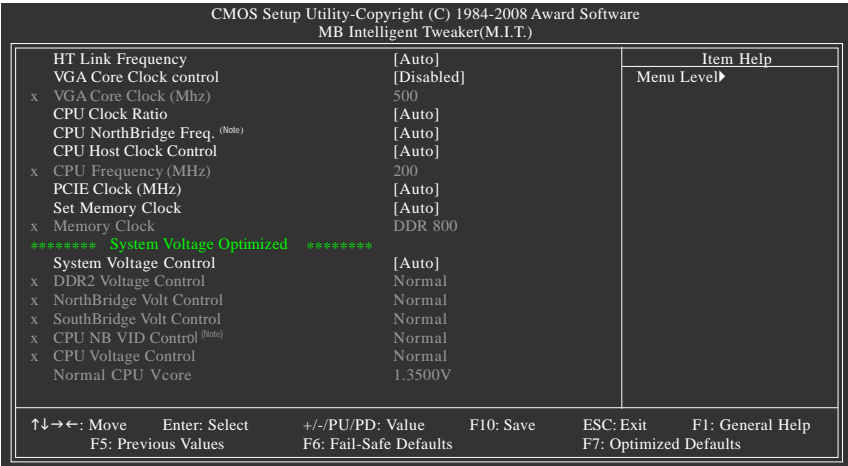 CMOS Setup Utility-Copyright (C) 1984-2008 Award Software
MB Intelligent Tweaker(M.I.T.)
HT Link Frequency [Auto] Item Help
VGA Core Clock control [Disabled] Menu Level▶
x VGA Core Clock (Mhz) 500
CPU Clock Ratio [Auto]
CPU NorthBridge Freq. (Note) [Auto]
CPU Host Clock Control [Auto]
x CPU Frequency (MHz) 200
PCIE Clock (MHz) [Auto]
Set Memory Clock [Auto]
x Memory Clock DDR 800
******** System Voltage Optimized ********
System Voltage Control [Auto]
x DDR2 Voltage Control Normal
x NorthBridge Volt Control Normal
x SouthBridge Volt Control Normal
x CPU NB VID Control (Note) Normal
x CPU Voltage Control Normal
Normal CPU Vcore 1.3500V
↑↓→←: Move Enter: Select +/-/PU/PD: Value F10: Save ESC: Exit F1: General Help
F5: Previous Values F6: Fail-Safe Defaults F7: Optimized Defaults